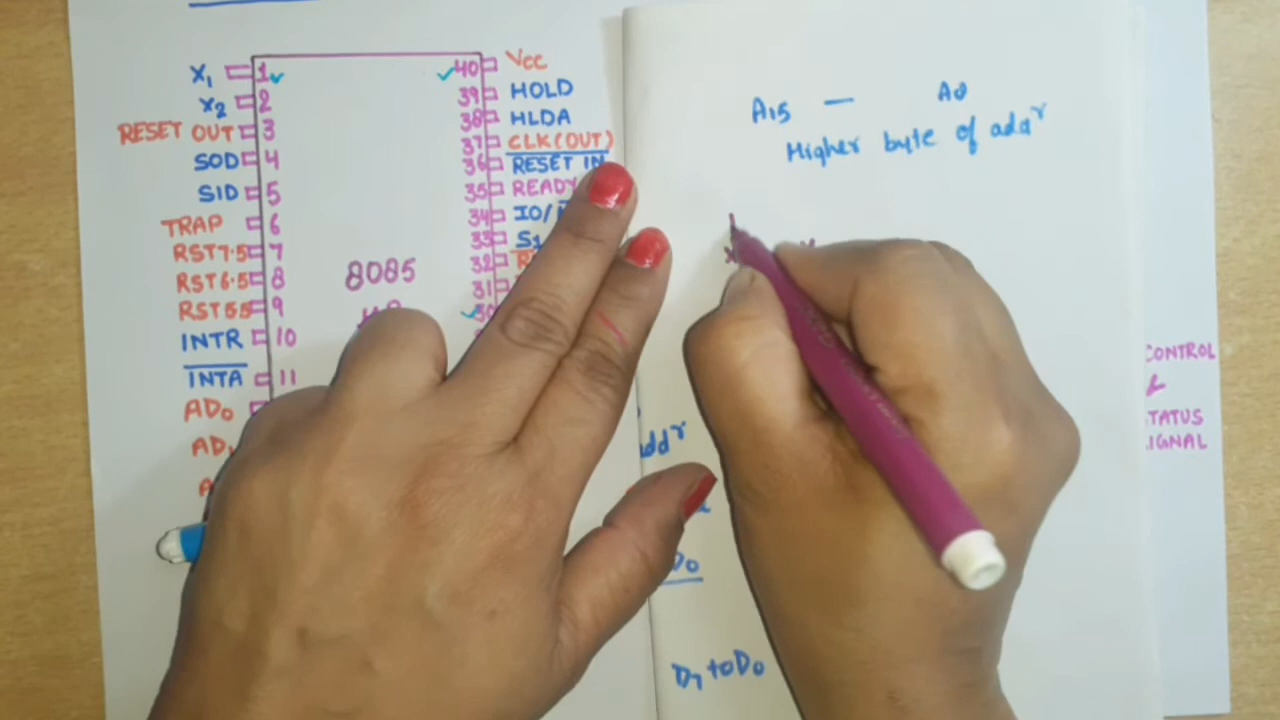 X1 1 40 Vcc
X2 2 39 HOLD
RESET OUT 3 38 HLDA
SOD 4 37 CLK(OUT)
SID 5 36 RESET IN
TRAP 6 35 READY
RST7.5 7 34 IO/
RST6.5 8 33 S1
RST5.5 9 32
INTR 10 31
INTA 11 30
AD0
AD1
8085
A15 — A8
Higher byte of addr
addr
D0
D7 to D0
CONTROL
&
STATUS
SIGNAL